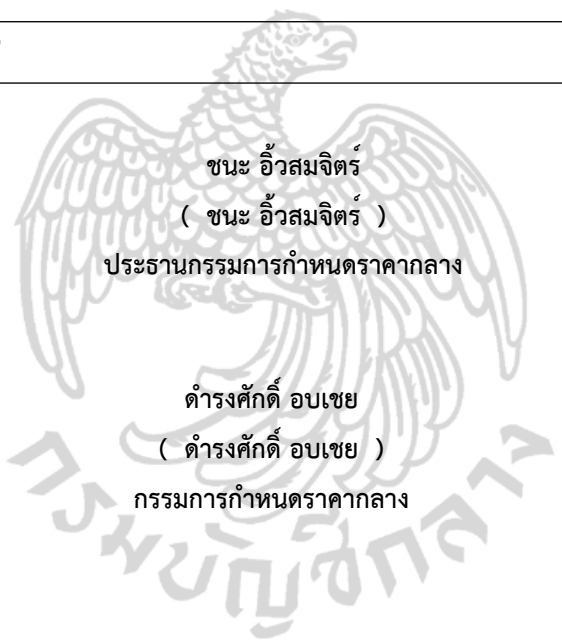 ชนะ อิ้วสมจิตร์
( ชนะ อิ้วสมจิตร์ )
ประธานกรรมการกำหนดราคากลาง
ดำรงศักดิ์ อบเชย
( ดำรงศักดิ์ อบเชย )
กรรมการกำหนดราคากลาง
กรมบัญชีกลาง